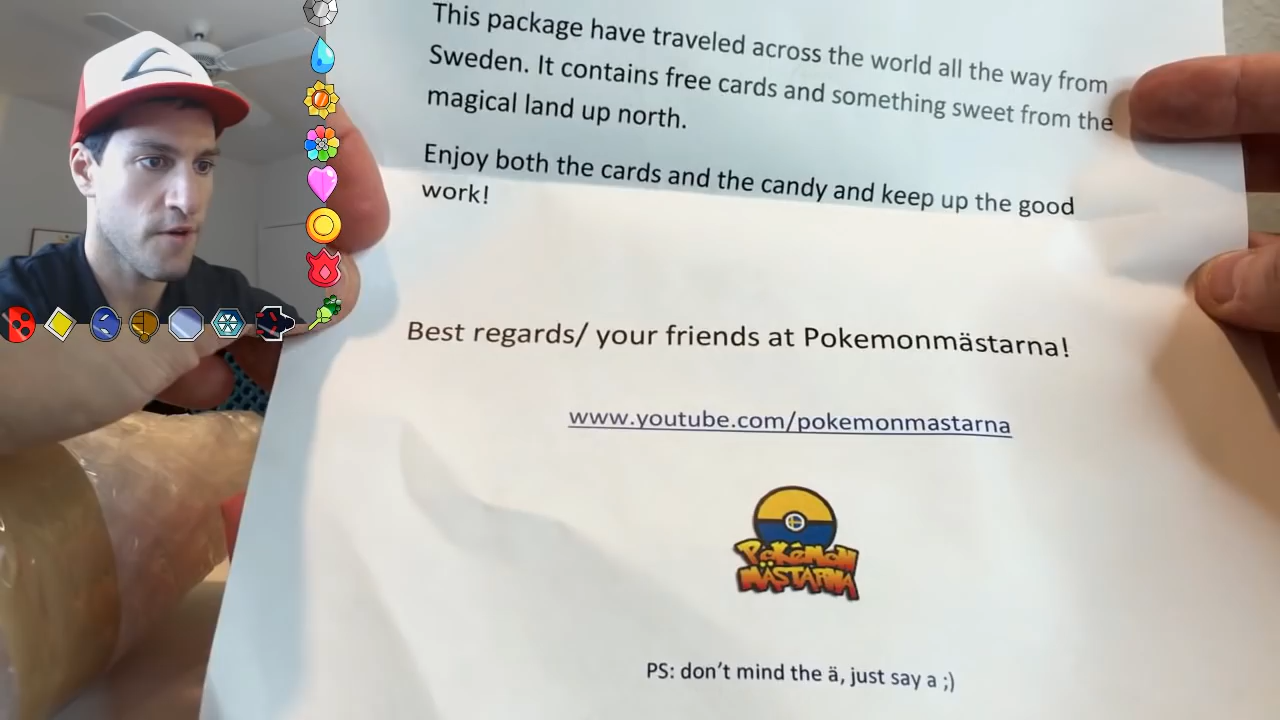 This package have traveled across the world all the way from
Sweden. It contains free cards and something sweet from the
magical land up north.
Enjoy both the cards and the candy and keep up the good
work!
Best regards/ your friends at Pokemonmästarna!
www.youtube.com/pokemonmastarna
POKéMON
MÄSTARNA
PS: don't mind the ä, just say a ;)